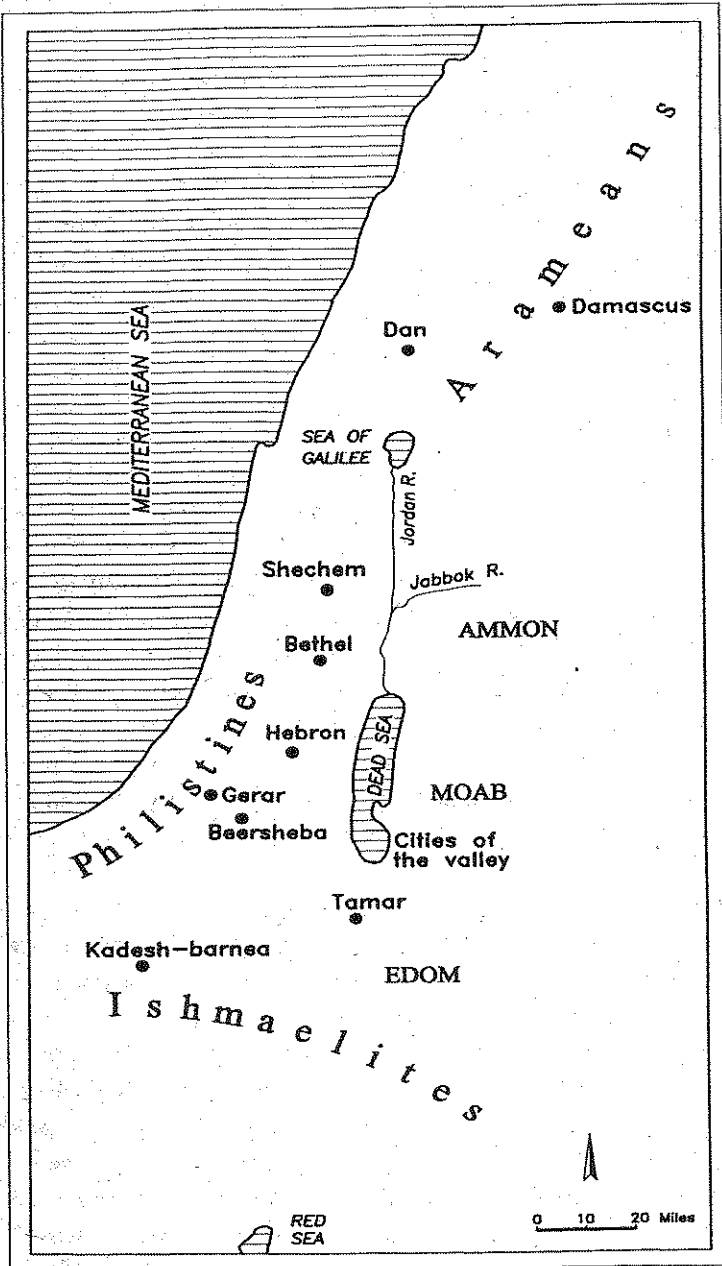 MEDITERRANEAN SEA
Arameans
Damascus
Dan
SEA OF
GALILEE
Jordan R.
Shechem
Jabbok R.
AMMON
Bethel
Philistines
Hebron
DEAD SEA
MOAB
Gerar
Beersheba
Cities of
the valley
Tamar
Kadesh-barnea
EDOM
Ishmaelites
RED
SEA
0 10 20 Miles